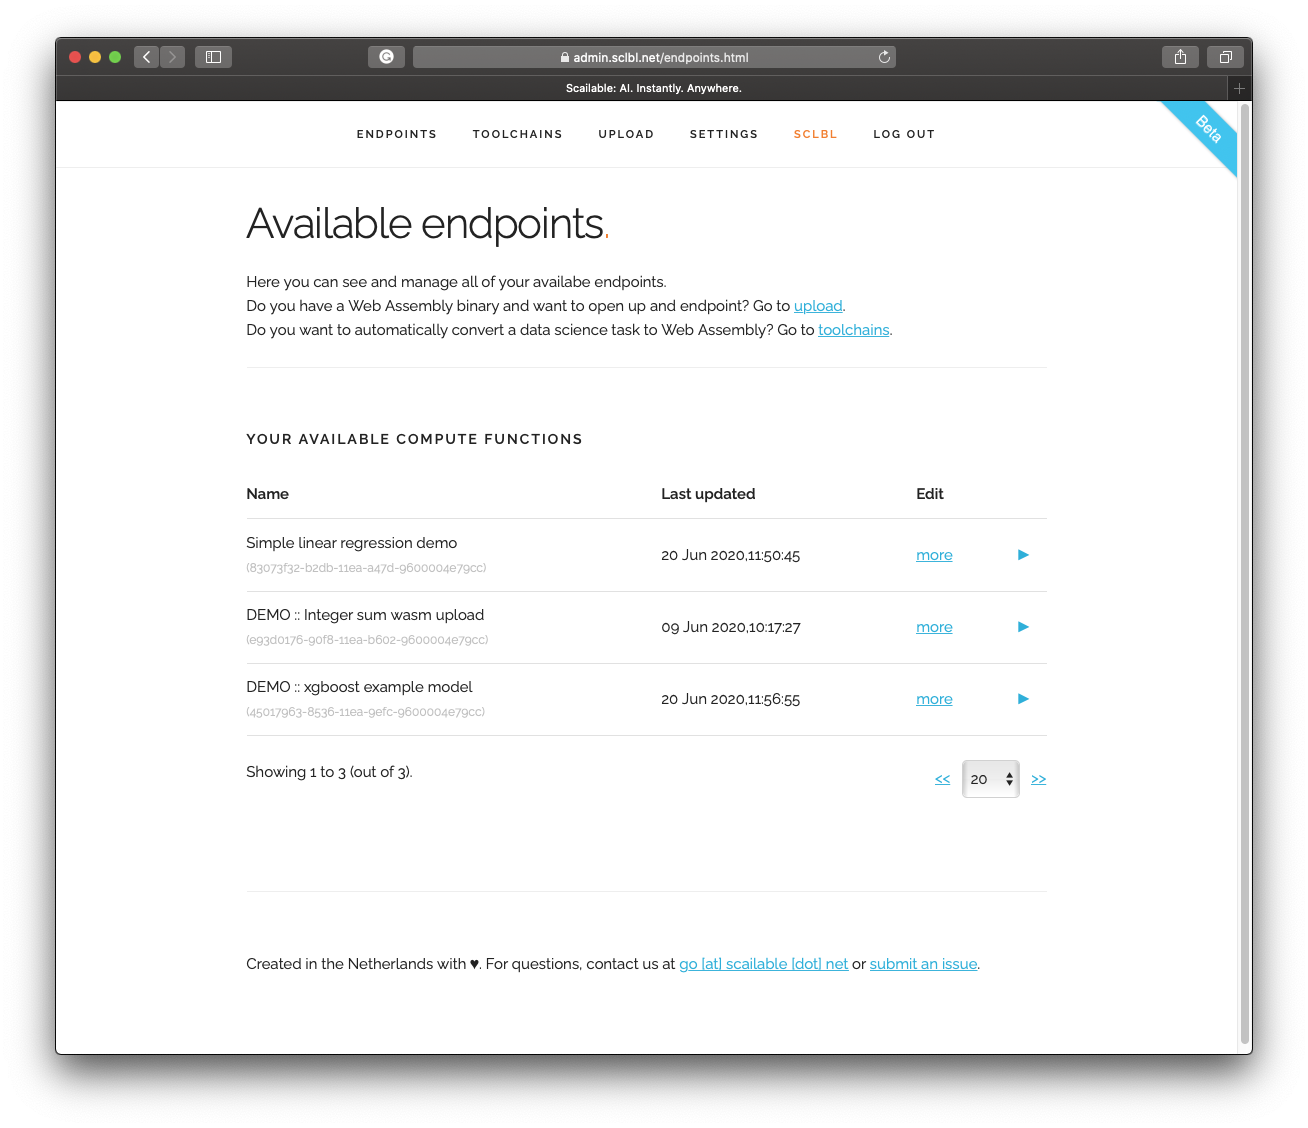 admin.sclbl.net/endpoints.html
Scailable: AI. Instantly. Anywhere.
ENDPOINTS TOOLCHAINS UPLOAD SETTINGS SCLBL LOG OUT
Beta
Available endpoints.
Here you can see and manage all of your availabe endpoints.
Do you have a Web Assembly binary and want to open up and endpoint? Go to upload.
Do you want to automatically convert a data science task to Web Assembly? Go to toolchains.
YOUR AVAILABLE COMPUTE FUNCTIONS
Name Last updated Edit
Simple linear regression demo
(83073f32-b2db-11ea-a47d-9600004e79cc)
20 Jun 2020,11:50:45 more ►
DEMO :: Integer sum wasm upload
(e93d0176-90f8-11ea-b602-9600004e79cc)
09 Jun 2020,10:17:27 more ►
DEMO :: xgboost example model
(45017963-8536-11ea-9efc-9600004e79cc)
20 Jun 2020,11:56:55 more ►
Showing 1 to 3 (out of 3).
<< 20 >>
Created in the Netherlands with ♥. For questions, contact us at go [at] scailable [dot] net or submit an issue.